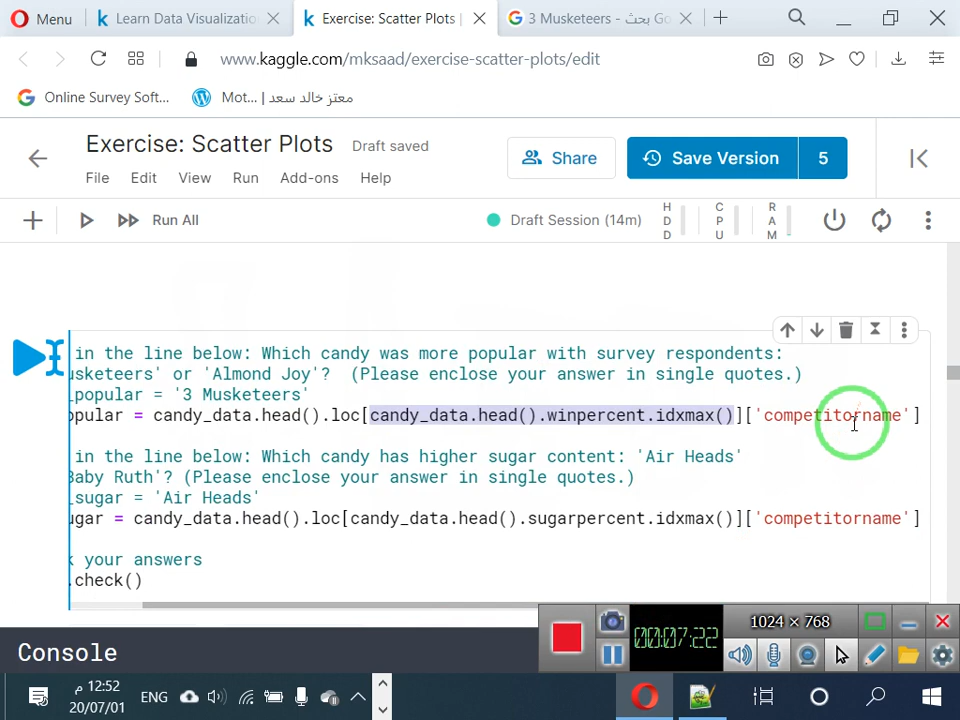 Menu
Learn Data Visualizatio
Exercise: Scatter Plots |
3 Musketeers - بحث Go
www.kaggle.com/mksaad/exercise-scatter-plots/edit
Online Survey Soft...
Mot... | معتز خالد سعد
Exercise: Scatter Plots
Draft saved
Share
Save Version
5
File Edit View Run Add-ons Help
Run All
Draft Session (14m)
HDD
CPU
RAM
in the line below: Which candy was more popular with survey respondents:
usketeers' or 'Almond Joy'?  (Please enclose your answer in single quotes.)
_popular = '3 Musketeers'
opular = candy_data.head().loc[candy_data.head().winpercent.idxmax()]['competitorname']
in the line below: Which candy has higher sugar content: 'Air Heads'
Baby Ruth'? (Please enclose your answer in single quotes.)
_sugar = 'Air Heads'
ugar = candy_data.head().loc[candy_data.head().sugarpercent.idxmax()]['competitorname']
k your answers
.check()
Console
00:07:22
1024 × 768
12:52 م
20/07/01
ENG